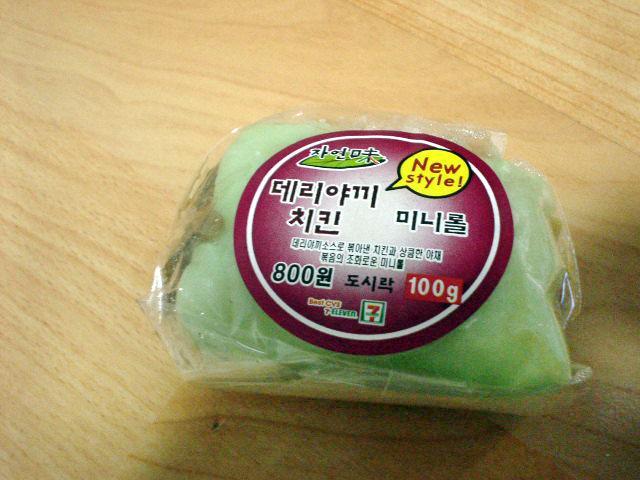 자연味
New
style!
데리야끼
치킨 미니롤
데리야끼소스로 볶아낸 치킨과 상큼한 야채
볶음의 조화로운 미니롤
800원 도시락 100g
Best CVS
7-ELEVEN
7